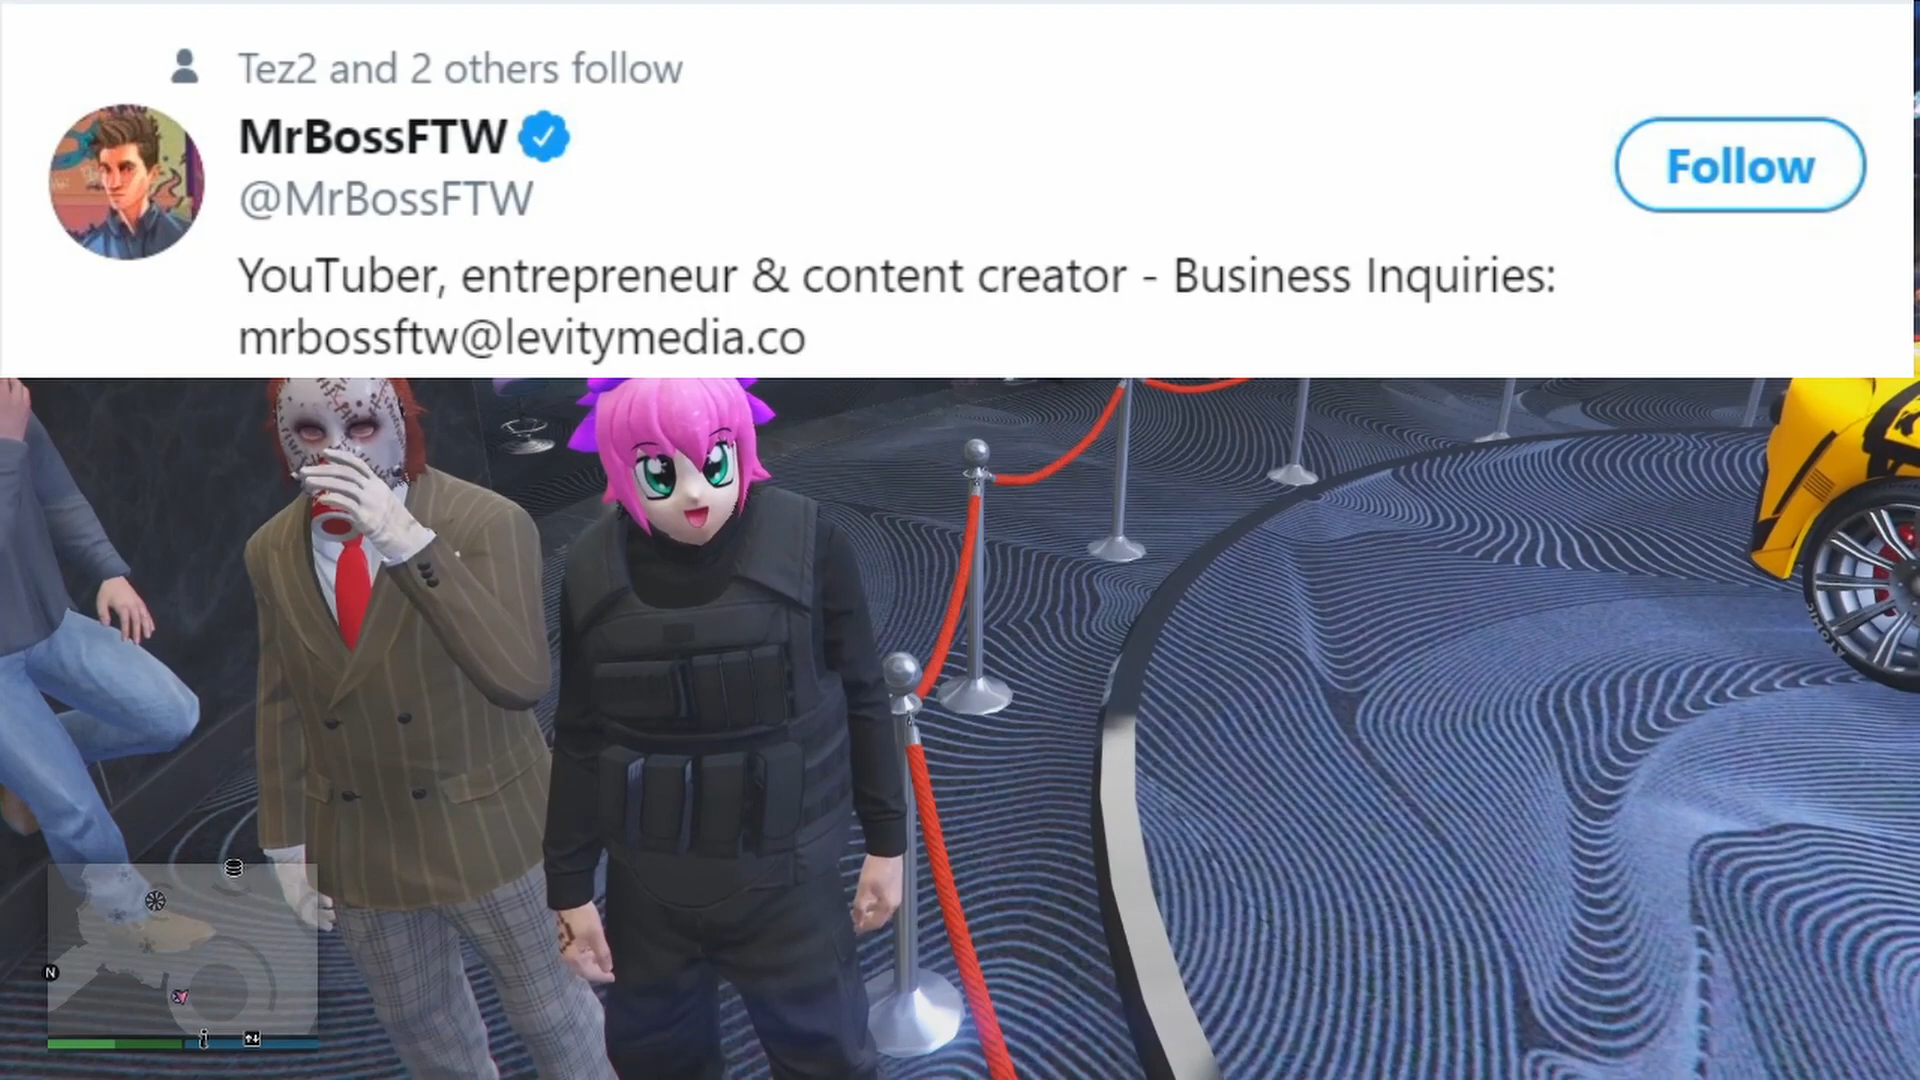 Tez2 and 2 others follow
MrBossFTW
@MrBossFTW
Follow
YouTuber, entrepreneur & content creator - Business Inquiries:
mrbossftw@levitymedia.co
N